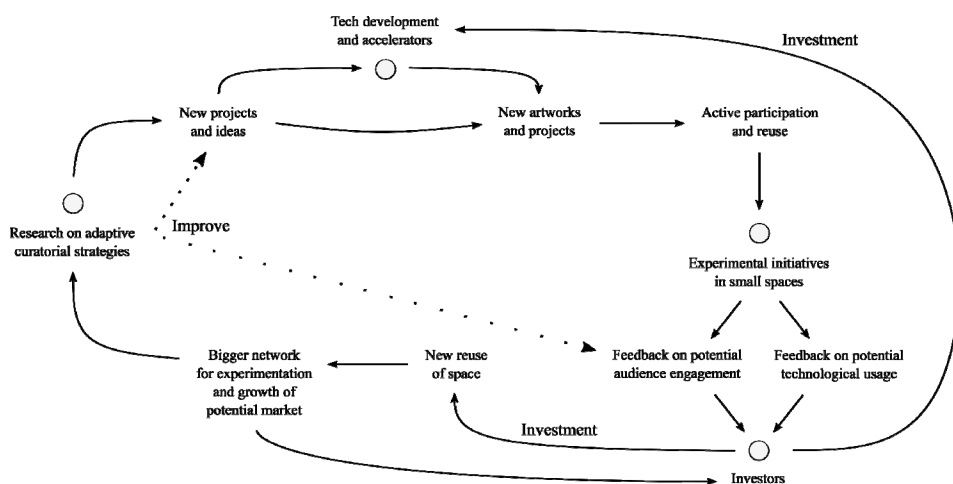 Tech development
and accelerators
Investment
New projects
and ideas
New artworks
and projects
Active participation
and reuse
Improve
Research on adaptive
curatorial strategies
Experimental initiatives
in small spaces
Bigger network
for experimentation
and growth of
potential market
New reuse
of space
Feedback on potential
audience engagement
Feedback on potential
technological usage
Investment
Investors